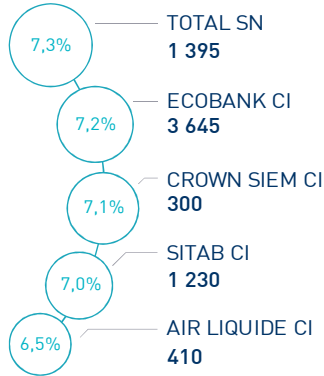 7,3%
TOTAL SN
1 395
7,2%
ECOBANK CI
3 645
7,1%
CROWN SIEM CI
300
7,0%
SITAB CI
1 230
6,5%
AIR LIQUIDE CI
410